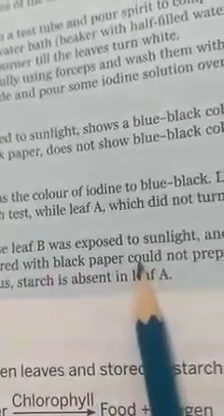 a test tube and pour spirit to
water bath (beaker with half-filled wate
urner till the leaves turn white.
ully using forceps and wash them with
de and pour some iodine solution over
ed to sunlight, shows a blue-black col
k paper, does not show blue-black col
s the colour of iodine to blue-black. L
h test, while leaf A, which did not turn
e leaf B was exposed to sunlight, an
red with black paper could not prep
us, starch is absent in leaf A.
en leaves and stored starch
Chlorophyll
r Food + gen